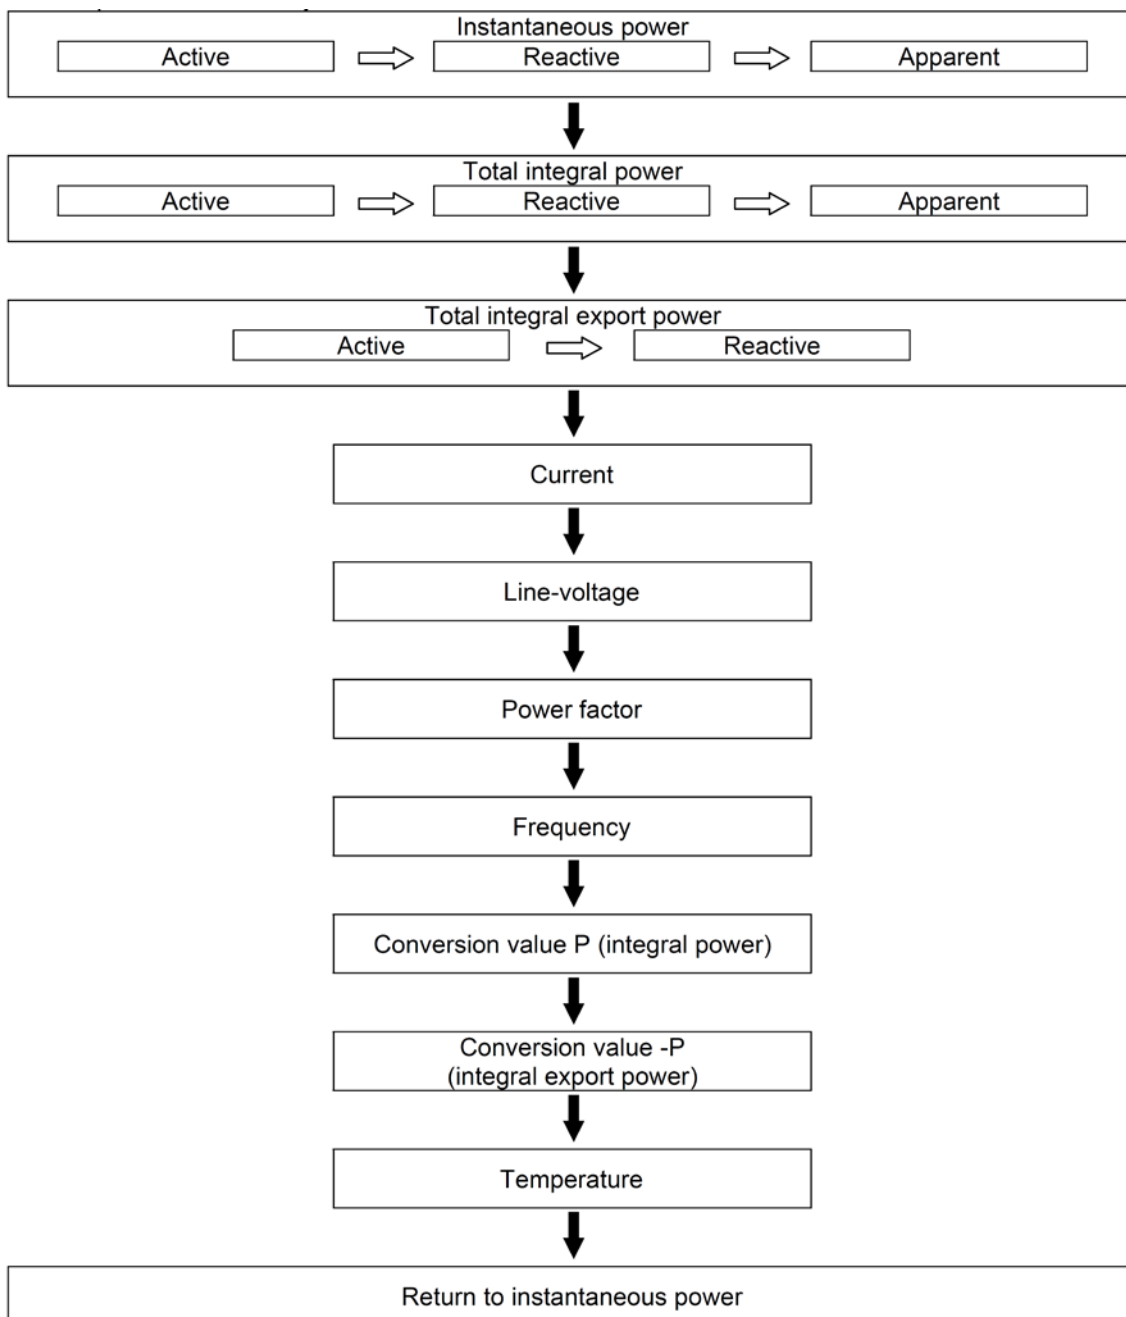 Instantaneous power
Active
Reactive
Apparent
Total integral power
Active
Reactive
Apparent
Total integral export power
Active
Reactive
Current
Line-voltage
Power factor
Frequency
Conversion value P (integral power)
Conversion value -P
(integral export power)
Temperature
Return to instantaneous power